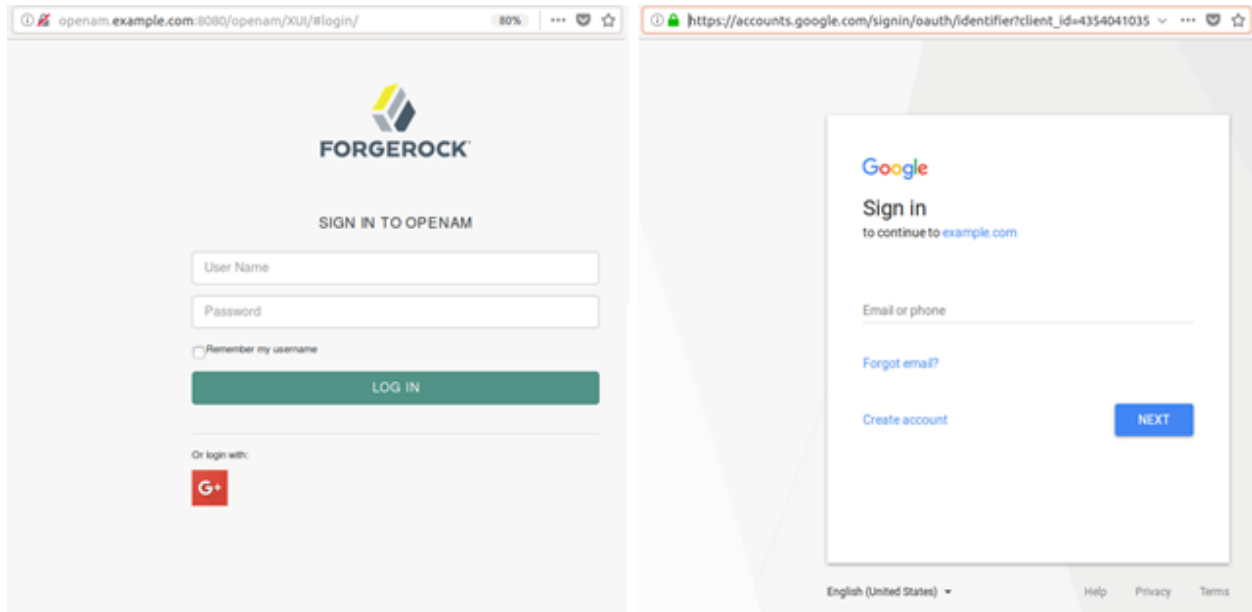 openam.example.com:8080/openam/XUI/#login/
80%
FORGEROCK
SIGN IN TO OPENAM
User Name
Password
Remember my username
LOG IN
Or login with:
G+
https://accounts.google.com/signin/oauth/identifier?client_id=4354041035
Google
Sign in
to continue to example.com
Email or phone
Forgot email?
Create account
NEXT
English (United States)
Help Privacy Terms